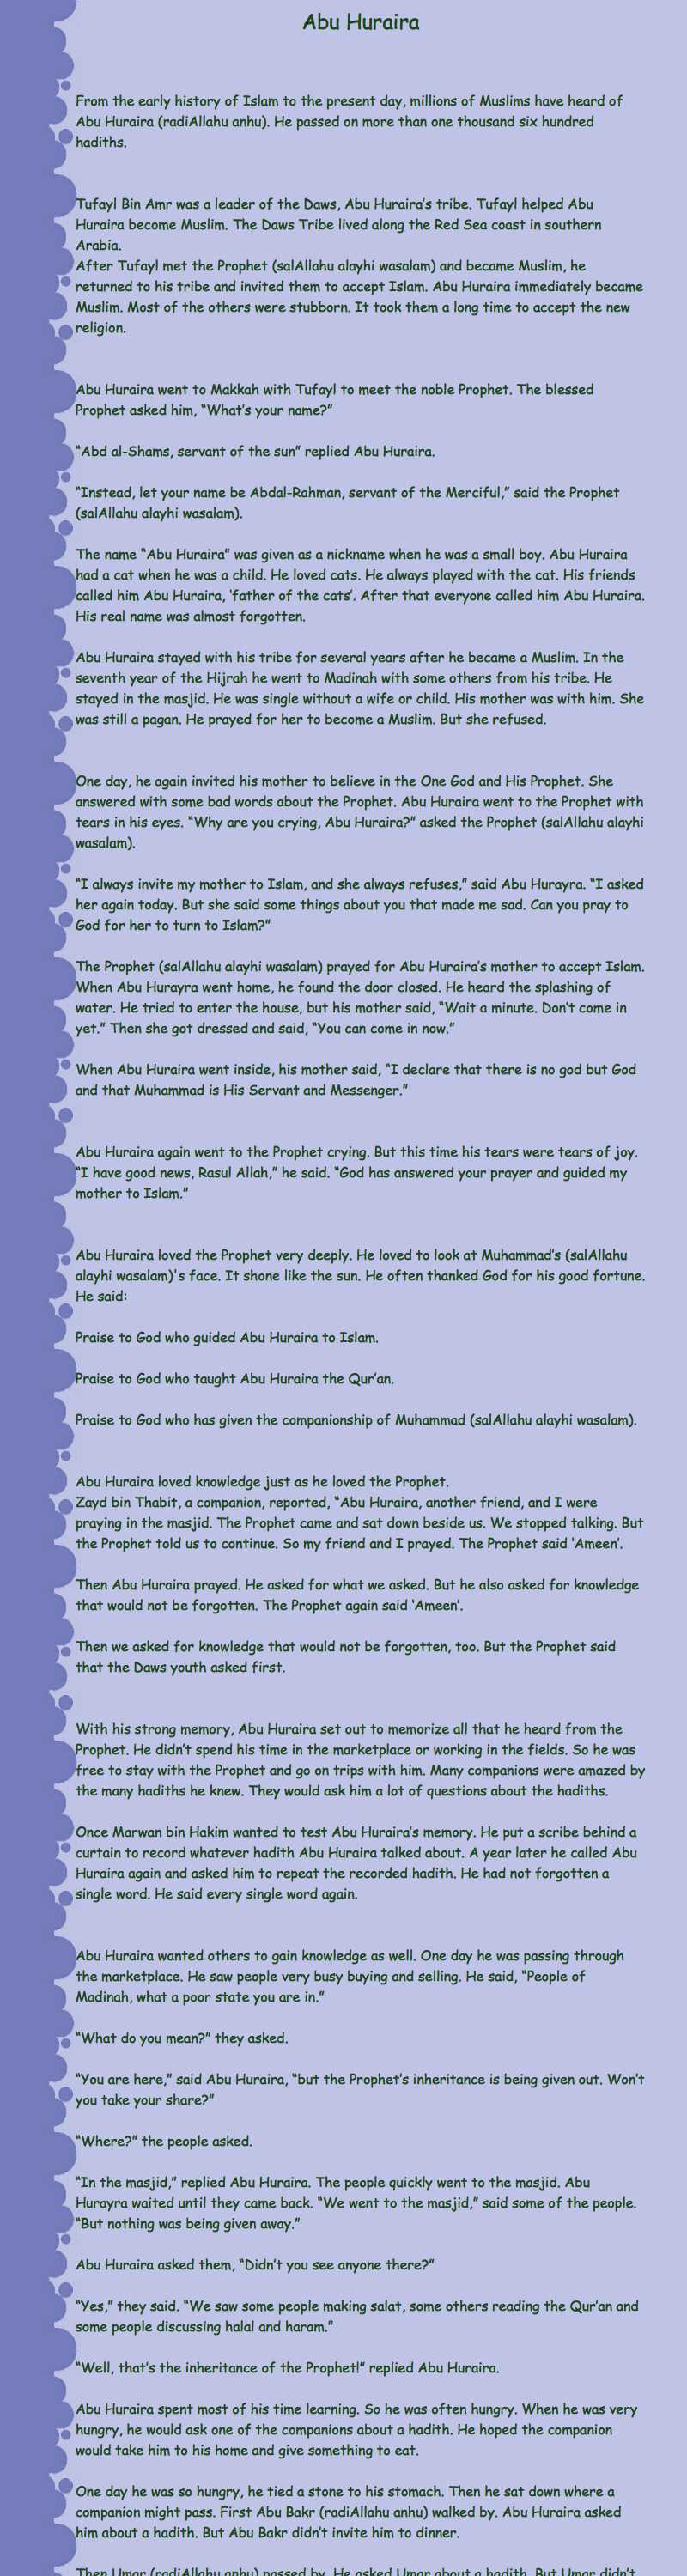 Abu Huraira
From the early history of Islam to the present day, millions of Muslims have heard of
Abu Huraira (radiAllahu anhu). He passed on more than one thousand six hundred
hadiths.
Tufayl Bin Amr was a leader of the Daws, Abu Huraira’s tribe. Tufayl helped Abu
Huraira become Muslim. The Daws Tribe lived along the Red Sea coast in southern
Arabia.
After Tufayl met the Prophet (salAllahu alayhi wasalam) and became Muslim, he
returned to his tribe and invited them to accept Islam. Abu Huraira immediately became
Muslim. Most of the others were stubborn. It took them a long time to accept the new
religion.
Abu Huraira went to Makkah with Tufayl to meet the noble Prophet. The blessed
Prophet asked him, “What’s your name?”
“Abd al-Shams, servant of the sun” replied Abu Huraira.
“Instead, let your name be Abdal-Rahman, servant of the Merciful,” said the Prophet
(salAllahu alayhi wasalam).
The name “Abu Huraira” was given as a nickname when he was a small boy. Abu Huraira
had a cat when he was a child. He loved cats. He always played with the cat. His friends
called him Abu Huraira, ‘father of the cats’. After that everyone called him Abu Huraira.
His real name was almost forgotten.
Abu Huraira stayed with his tribe for several years after he became a Muslim. In the
seventh year of the Hijrah he went to Madinah with some others from his tribe. He
stayed in the masjid. He was single without a wife or child. His mother was with him. She
was still a pagan. He prayed for her to become a Muslim. But she refused.
One day, he again invited his mother to believe in the One God and His Prophet. She
answered with some bad words about the Prophet. Abu Huraira went to the Prophet with
tears in his eyes. “Why are you crying, Abu Huraira?” asked the Prophet (salAllahu alayhi
wasalam).
“I always invite my mother to Islam, and she always refuses,” said Abu Hurayra. “I asked
her again today. But she said some things about you that made me sad. Can you pray to
God for her to turn to Islam?”
The Prophet (salAllahu alayhi wasalam) prayed for Abu Huraira’s mother to accept Islam.
When Abu Hurayra went home, he found the door closed. He heard the splashing of
water. He tried to enter the house, but his mother said, “Wait a minute. Don’t come in
yet.” Then she got dressed and said, “You can come in now.”
When Abu Huraira went inside, his mother said, “I declare that there is no god but God
and that Muhammad is His Servant and Messenger.”
Abu Huraira again went to the Prophet crying. But this time his tears were tears of joy.
“I have good news, Rasul Allah,” he said. “God has answered your prayer and guided my
mother to Islam.”
Abu Huraira loved the Prophet very deeply. He loved to look at Muhammad’s (salAllahu
alayhi wasalam)'s face. It shone like the sun. He often thanked God for his good fortune.
He said:
Praise to God who guided Abu Huraira to Islam.
Praise to God who taught Abu Huraira the Qur’an.
Praise to God who has given the companionship of Muhammad (salAllahu alayhi wasalam).
Abu Huraira loved knowledge just as he loved the Prophet.
Zayd bin Thabit, a companion, reported, “Abu Huraira, another friend, and I were
praying in the masjid. The Prophet came and sat down beside us. We stopped talking. But
the Prophet told us to continue. So my friend and I prayed. The Prophet said ‘Ameen’.
Then Abu Huraira prayed. He asked for what we asked. But he also asked for knowledge
that would not be forgotten. The Prophet again said ‘Ameen’.
Then we asked for knowledge that would not be forgotten, too. But the Prophet said
that the Daws youth asked first.
With his strong memory, Abu Huraira set out to memorize all that he heard from the
Prophet. He didn’t spend his time in the marketplace or working in the fields. So he was
free to stay with the Prophet and go on trips with him. Many companions were amazed by
the many hadiths he knew. They would ask him a lot of questions about the hadiths.
Once Marwan bin Hakim wanted to test Abu Huraira’s memory. He put a scribe behind a
curtain to record whatever hadith Abu Huraira talked about. A year later he called Abu
Huraira again and asked him to repeat the recorded hadith. He had not forgotten a
single word. He said every single word again.
Abu Huraira wanted others to gain knowledge as well. One day he was passing through
the marketplace. He saw people very busy buying and selling. He said, “People of
Madinah, what a poor state you are in.”
“What do you mean?” they asked.
“You are here,” said Abu Huraira, “but the Prophet’s inheritance is being given out. Won’t
you take your share?”
“Where?” the people asked.
“In the masjid,” replied Abu Huraira. The people quickly went to the masjid. Abu
Hurayra waited until they came back. “We went to the masjid,” said some of the people.
“But nothing was being given away.”
Abu Huraira asked them, “Didn’t you see anyone there?”
“Yes,” they said. “We saw some people making salat, some others reading the Qur’an and
some people discussing halal and haram.”
“Well, that’s the inheritance of the Prophet!” replied Abu Huraira.
Abu Huraira spent most of his time learning. So he was often hungry. When he was very
hungry, he would ask one of the companions about a hadith. He hoped the companion
would take him to his home and give something to eat.
One day he was so hungry, he tied a stone to his stomach. Then he sat down where a
companion might pass. First Abu Bakr (radiAllahu anhu) walked by. Abu Huraira asked
him about a hadith. But Abu Bakr didn’t invite him to dinner.
Then Umar (radiAllahu anhu) passed by. He asked Umar about a hadith. But Umar didn’t